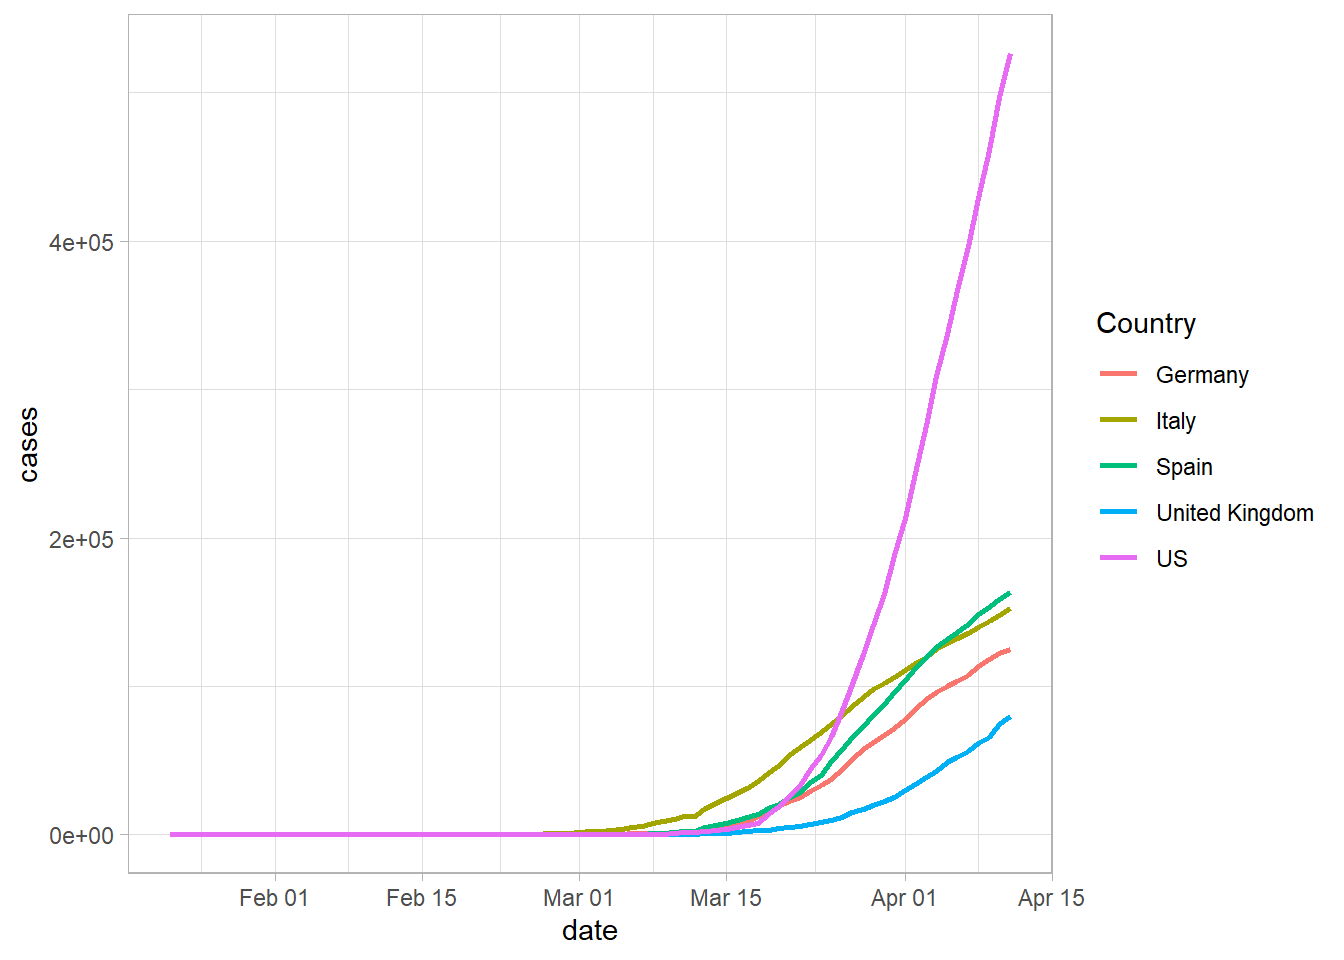 4e+05
2e+05
0e+00
cases
Feb 01
Feb 15
Mar 01
Mar 15
Apr 01
Apr 15
date
Country
Germany
Italy
Spain
United Kingdom
US